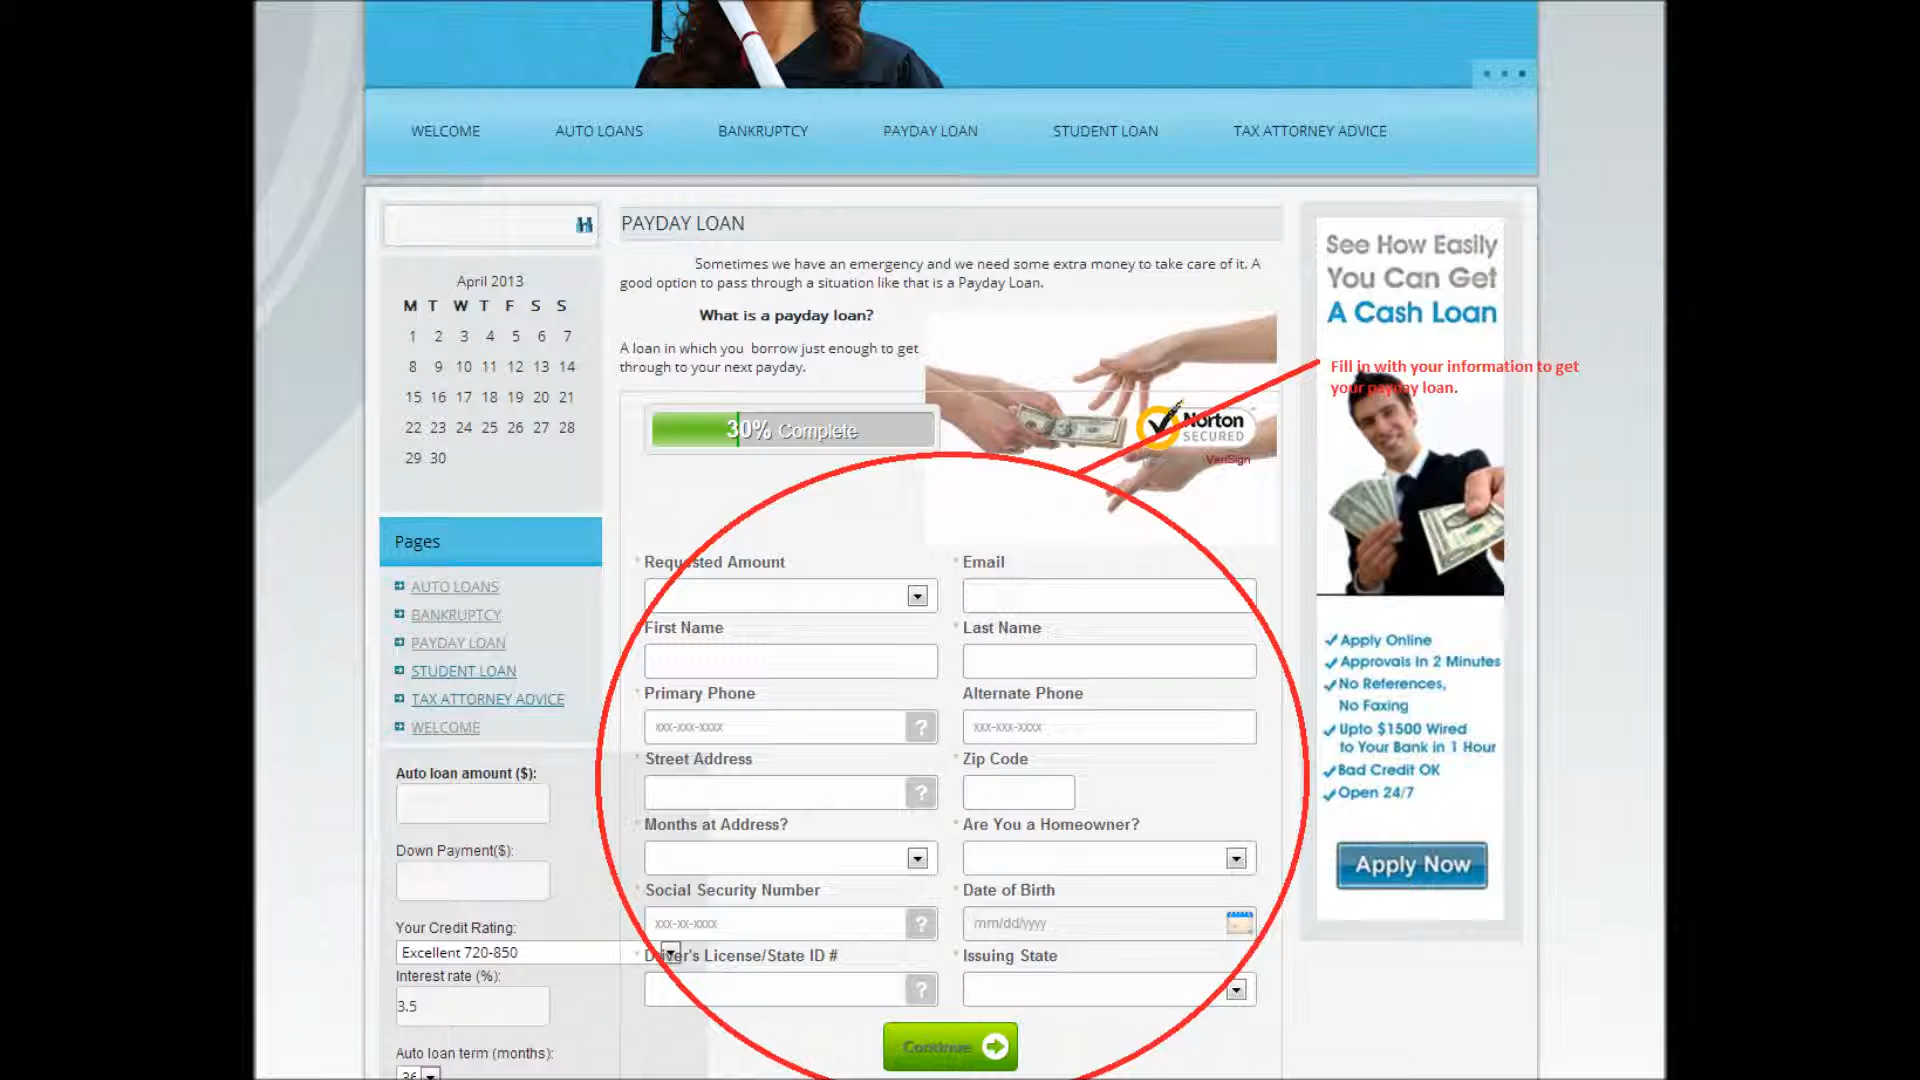 WELCOME AUTO LOANS BANKRUPTCY PAYDAY LOAN STUDENT LOAN TAX ATTORNEY ADVICE
April 2013
M T W T F S S
1 2 3 4 5 6 7
8 9 10 11 12 13 14
15 16 17 18 19 20 21
22 23 24 25 26 27 28
29 30
Pages
AUTO LOANS
BANKRUPTCY
PAYDAY LOAN
STUDENT LOAN
TAX ATTORNEY ADVICE
WELCOME
Auto loan amount ($):
Down Payment($):
Your Credit Rating:
Excellent 720-850
Interest rate (%):
3.5
Auto loan term (months):
36
PAYDAY LOAN
Sometimes we have an emergency and we need some extra money to take care of it. A
good option to pass through a situation like that is a Payday Loan.
What is a payday loan?
A loan in which you borrow just enough to get
through to your next payday.
30% Complete
Norton
SECURED
VeriSign
* Requested Amount * Email
* First Name * Last Name
* Primary Phone Alternate Phone
xxx-xxx-xxxx ? xxx-xxx-xxxx
* Street Address * Zip Code
?
* Months at Address? * Are You a Homeowner?
* Social Security Number * Date of Birth
xxx-xx-xxxx ? mm/dd/yyyy
* Driver's License/State ID # * Issuing State
?
Continue
See How Easily
You Can Get
A Cash Loan
Fill in with your information to get
your payday loan.
Apply Online
Approvals In 2 Minutes
No References,
No Faxing
Upto $1500 Wired
to Your Bank in 1 Hour
Bad Credit OK
Open 24/7
Apply Now